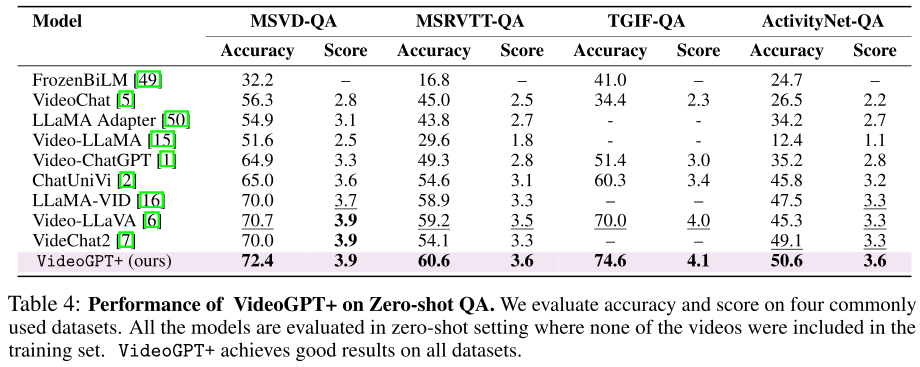 Model MSVD-QA MSRVTT-QA TGIF-QA ActivityNet-QA
Accuracy Score Accuracy Score Accuracy Score Accuracy Score
FrozenBiLM [49] 32.2 – 16.8 – 41.0 – 24.7 –
VideoChat [5] 56.3 2.8 45.0 2.5 34.4 2.3 26.5 2.2
LLaMA Adapter [50] 54.9 3.1 43.8 2.7 - - 34.2 2.7
Video-LLaMA [15] 51.6 2.5 29.6 1.8 - - 12.4 1.1
Video-ChatGPT [1] 64.9 3.3 49.3 2.8 51.4 3.0 35.2 2.8
ChatUniVi [2] 65.0 3.6 54.6 3.1 60.3 3.4 45.8 3.2
LLaMA-VID [16] 70.0 3.7 58.9 3.3 – – 47.5 3.3
Video-LLaVA [6] 70.7 3.9 59.2 3.5 70.0 4.0 45.3 3.3
VideChat2 [7] 70.0 3.9 54.1 3.3 – – 49.1 3.3
VideoGPT+ (ours) 72.4 3.9 60.6 3.6 74.6 4.1 50.6 3.6
Table 4: Performance of VideoGPT+ on Zero-shot QA. We evaluate accuracy and score on four commonly
used datasets. All the models are evaluated in zero-shot setting where none of the videos were included in the
training set. VideoGPT+ achieves good results on all datasets.